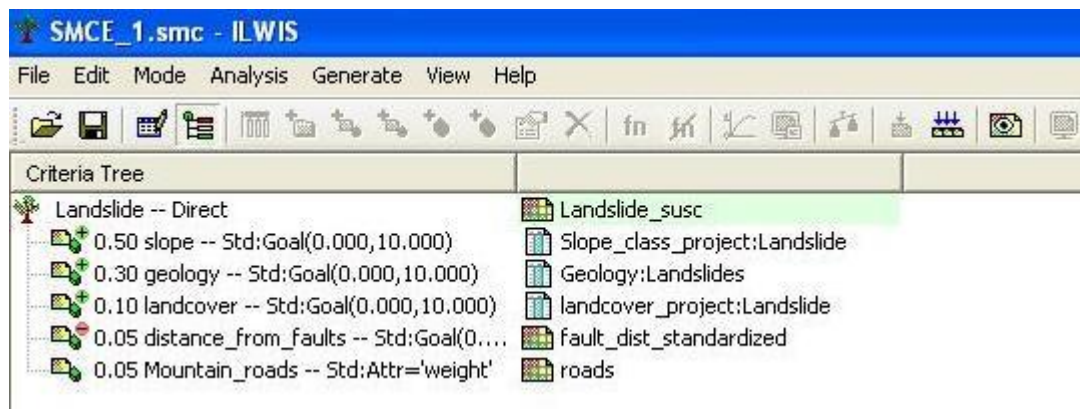 SMCE_1.smc - ILWIS
File Edit Mode Analysis Generate View Help
fn
Criteria Tree
Landslide -- Direct Landslide_susc
0.50 slope -- Std:Goal(0.000,10.000) Slope_class_project:Landslide
0.30 geology -- Std:Goal(0.000,10.000) Geology:Landslides
0.10 landcover -- Std:Goal(0.000,10.000) landcover_project:Landslide
0.05 distance_from_faults -- Std:Goal(0.... fault_dist_standardized
0.05 Mountain_roads -- Std:Attr='weight' roads